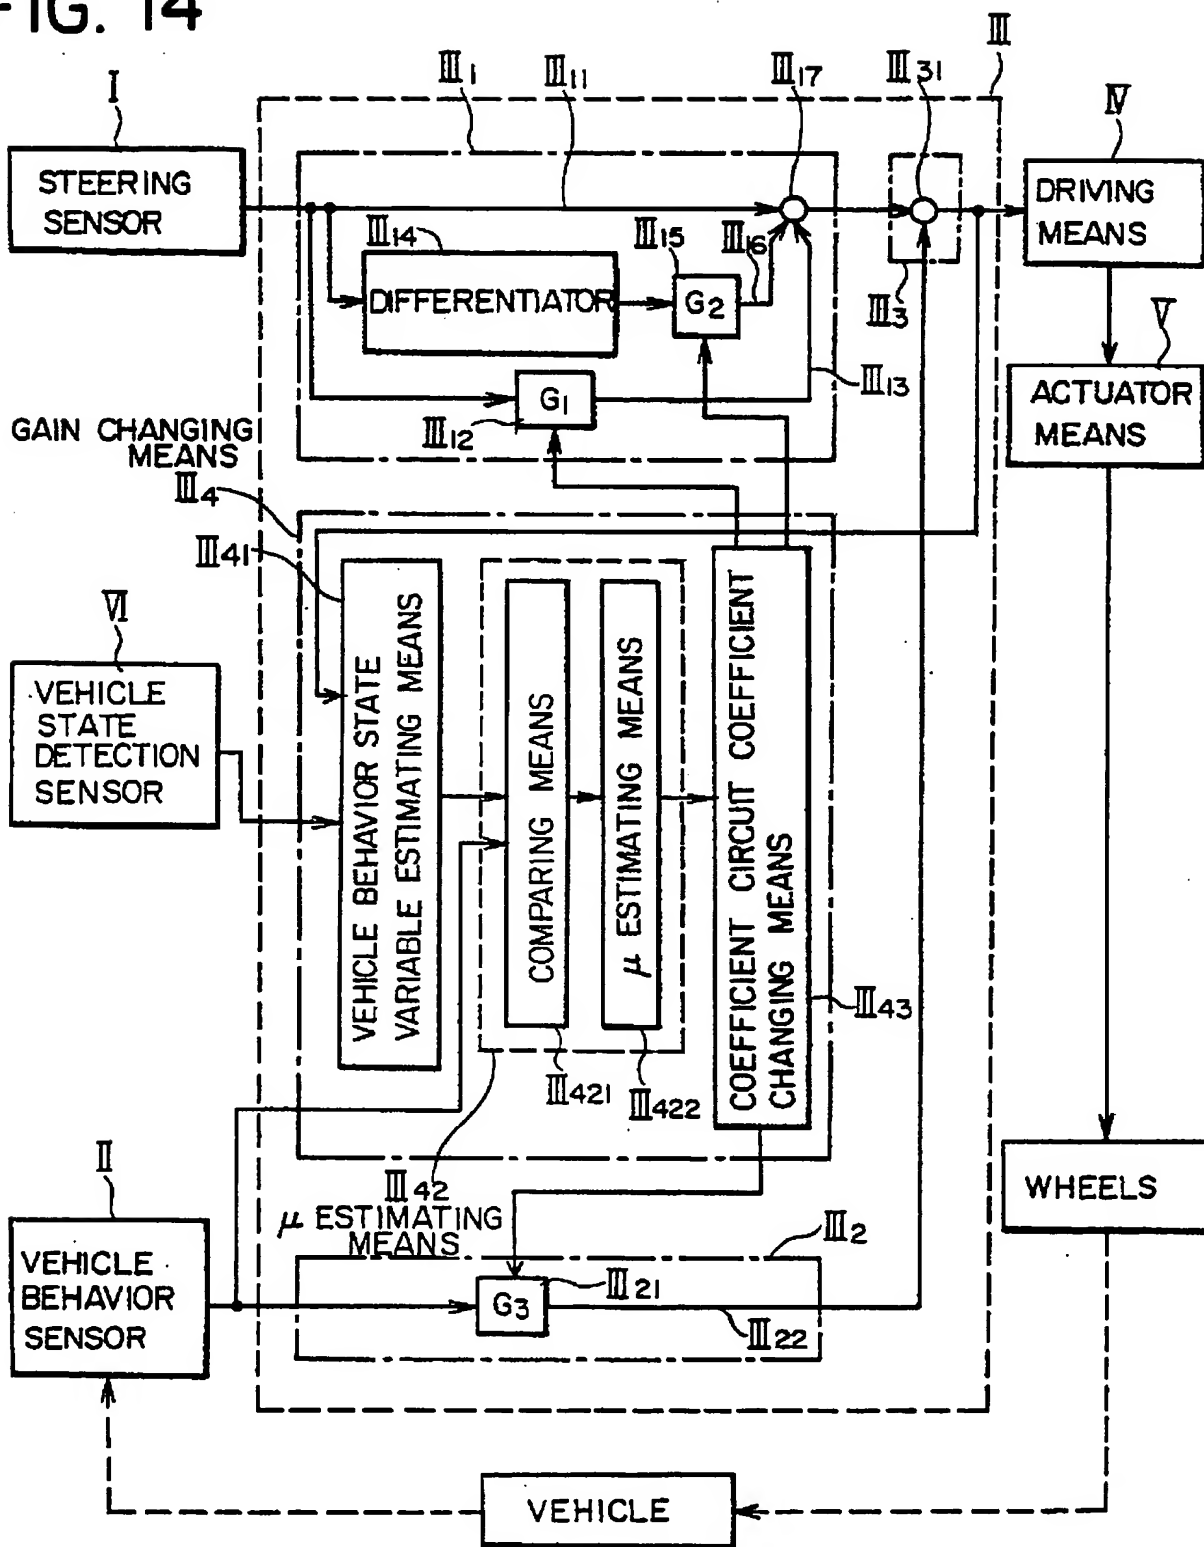 FIG. 14
I
III1
III11
III17
III31
III
IV
STEERING
SENSOR
DRIVING
MEANS
III14
III15
III16
DIFFERENTIATOR
G2
III3
V
III13
G1
III12
ACTUATOR
MEANS
GAIN CHANGING
MEANS
III4
III41
VI
VEHICLE
STATE
DETECTION
SENSOR
VEHICLE BEHAVIOR STATE
VARIABLE ESTIMATING MEANS
COMPARING MEANS
μ ESTIMATING MEANS
COEFFICIENT CIRCUIT COEFFICIENT
CHANGING MEANS
III43
III421
III422
II
III42
μ ESTIMATING
MEANS
WHEELS
III2
VEHICLE
BEHAVIOR
SENSOR
G3
III21
III22
VEHICLE